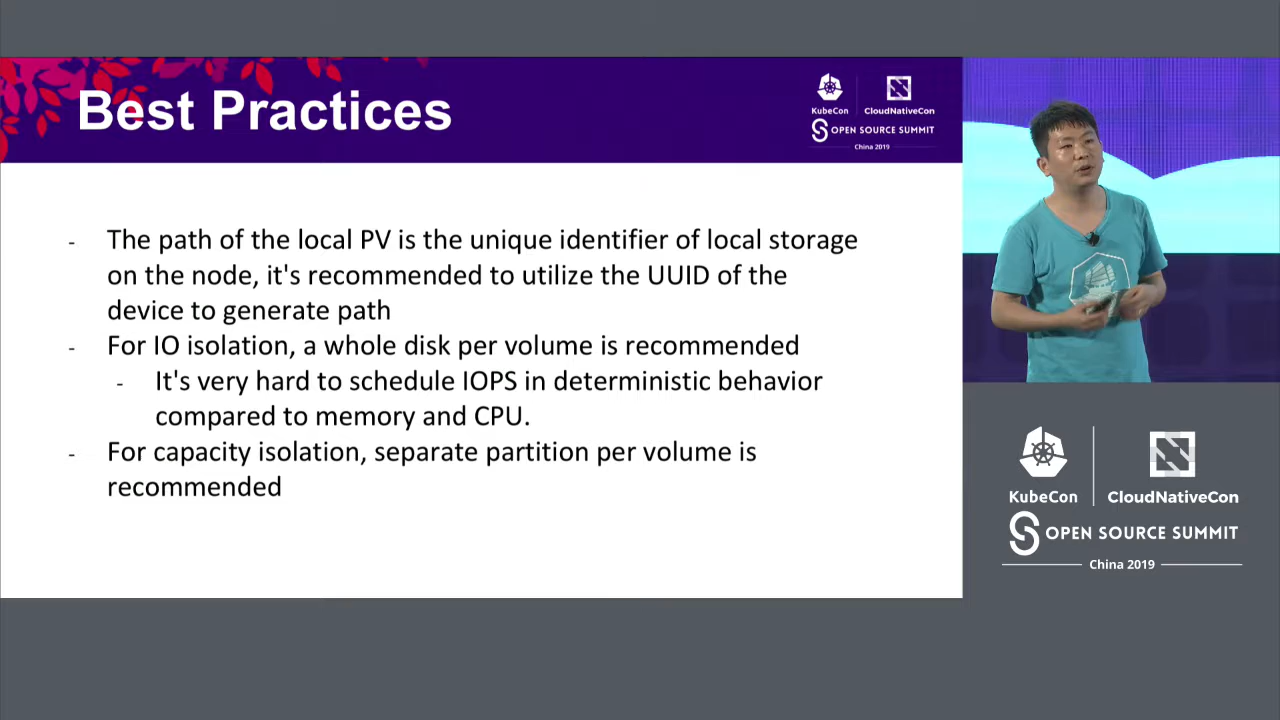 Best Practices
KubeCon
CloudNativeCon
OPEN SOURCE SUMMIT
China 2019
- The path of the local PV is the unique identifier of local storage
on the node, it's recommended to utilize the UUID of the
device to generate path
- For IO isolation, a whole disk per volume is recommended
- It's very hard to schedule IOPS in deterministic behavior
compared to memory and CPU.
- For capacity isolation, separate partition per volume is
recommended
KubeCon
CloudNativeCon
OPEN SOURCE SUMMIT
China 2019